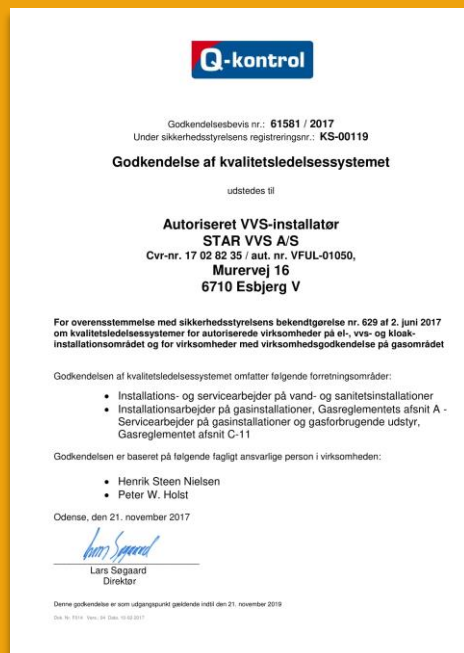 Q-kontrol
Godkendelsesbevis nr.: 61581 / 2017
Under sikkerhedsstyrelsens registreringsnr.: KS-00119
Godkendelse af kvalitetsledelsessystemet
udstedes til
Autoriseret VVS-installatør
STAR VVS A/S
Cvr-nr. 17 02 82 35 / aut. nr. VFUL-01050,
Murervej 16
6710 Esbjerg V
For overensstemmelse med sikkerhedsstyrelsens bekendtgørelse nr. 629 af 2. juni 2017
om kvalitetsledelsessystemer for autoriserede virksomheder på el-, vvs- og kloak-
installationsområdet og for virksomheder med virksomhedsgodkendelse på gasområdet
Godkendelsen af kvalitetsledelsessystemet omfatter følgende forretningsområder:
• Installations- og servicearbejder på vand- og sanitetsinstallationer
• Installationsarbejder på gasinstallationer, Gasreglementets afsnit A -
Servicearbejder på gasinstallationer og gasforbrugende udstyr,
Gasreglementet afsnit C-11
Godkendelsen er baseret på følgende fagligt ansvarlige person i virksomheden:
• Henrik Steen Nielsen
• Peter W. Holst
Odense, den 21. november 2017
Lars Søgaard
Direktør
Denne godkendelse er som udgangspunkt gældende indtil den 21. november 2019